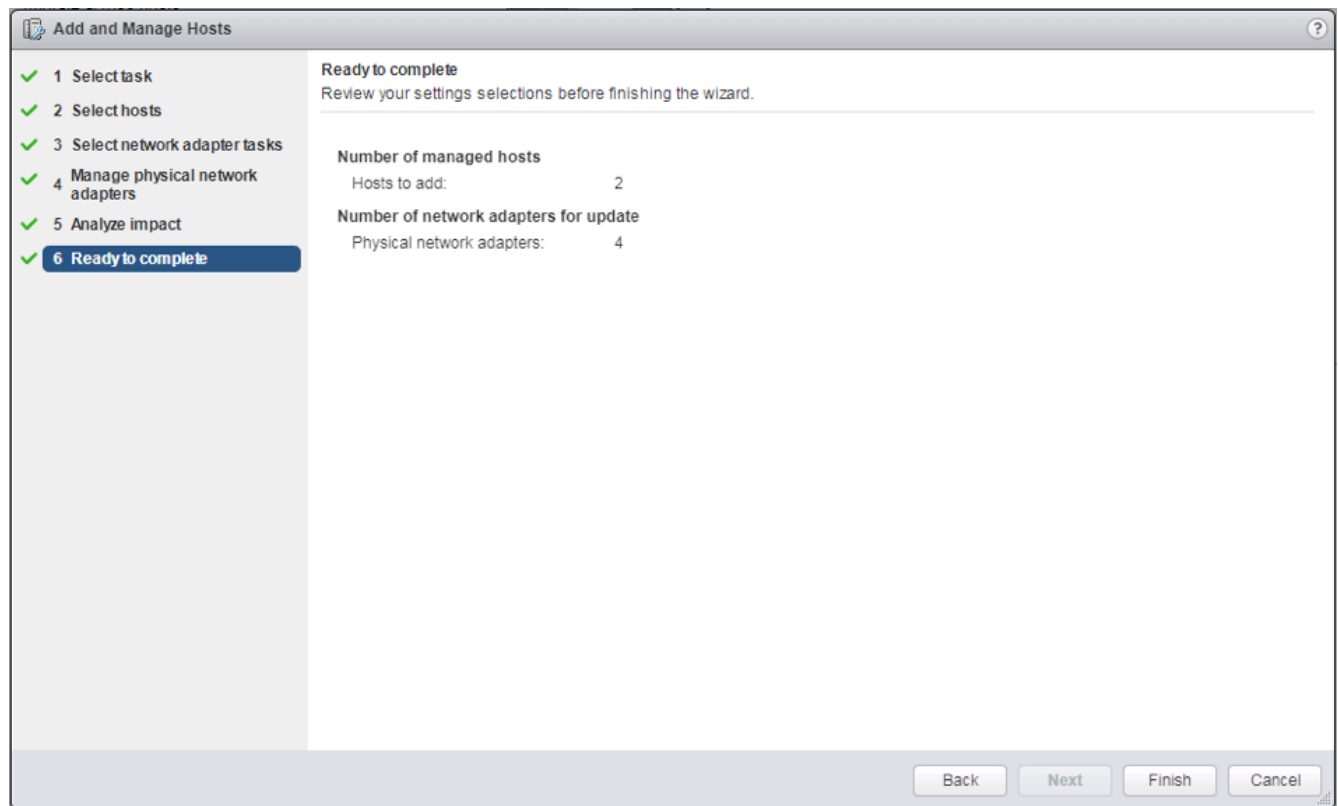 Add and Manage Hosts
?
1 Select task
2 Select hosts
3 Select network adapter tasks
4 Manage physical network
adapters
5 Analyze impact
6 Ready to complete
Ready to complete
Review your settings selections before finishing the wizard.
Number of managed hosts
Hosts to add: 2
Number of network adapters for update
Physical network adapters: 4
Back Next Finish Cancel